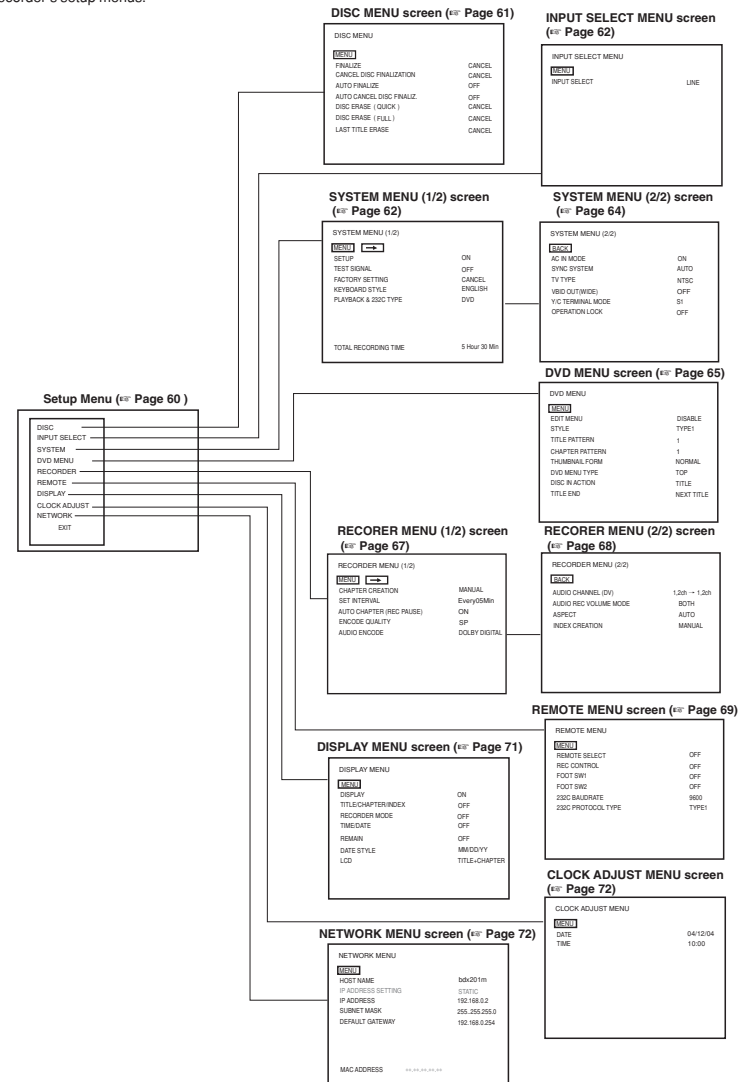 ecorder's setup menus.
DISC MENU screen (☞ Page 61)
DISC MENU
MENU
FINALIZE CANCEL
CANCEL DISC FINALIZATION CANCEL
AUTO FINALIZE OFF
AUTO CANCEL DISC FINALIZ. OFF
DISC ERASE ( QUICK ) CANCEL
DISC ERASE ( FULL ) CANCEL
LAST TITLE ERASE CANCEL
INPUT SELECT MENU screen
(☞ Page 62)
INPUT SELECT MENU
MENU
INPUT SELECT LINE
SYSTEM MENU (1/2) screen
(☞ Page 62)
SYSTEM MENU (1/2)
MENU →
SETUP ON
TEST SIGNAL OFF
FACTORY SETTING CANCEL
KEYBOARD STYLE ENGLISH
PLAYBACK & 232C TYPE DVD
TOTAL RECORDING TIME 5 Hour 30 Min
SYSTEM MENU (2/2) screen
(☞ Page 64)
SYSTEM MENU (2/2)
BACK
AC IN MODE ON
SYNC SYSTEM AUTO
TV TYPE NTSC
VBID OUT(WIDE) OFF
Y/C TERMINAL MODE S1
OPERATION LOCK OFF
DVD MENU screen (☞ Page 65)
DVD MENU
MENU
EDIT MENU DISABLE
STYLE TYPE1
TITLE PATTERN 1
CHAPTER PATTERN 1
THUMBNAIL FORM NORMAL
DVD MENU TYPE TOP
DISC IN ACTION TITLE
TITLE END NEXT TITLE
Setup Menu (☞ Page 60 )
DISC
INPUT SELECT
SYSTEM
DVD MENU
RECORDER
REMOTE
DISPLAY
CLOCK ADJUST
NETWORK
EXIT
RECORER MENU (1/2) screen
(☞ Page 67)
RECORDER MENU (1/2)
MENU →
CHAPTER CREATION MANUAL
SET INTERVAL Every05Min
AUTO CHAPTER (REC PAUSE) ON
ENCODE QUALITY SP
AUDIO ENCODE DOLBY DIGITAL
RECORER MENU (2/2) screen
(☞ Page 68)
RECORDER MENU (2/2)
BACK
AUDIO CHANNEL (DV) 1,2ch → 1,2ch
AUDIO REC VOLUME MODE BOTH
ASPECT AUTO
INDEX CREATION MANUAL
REMOTE MENU screen (☞ Page 69)
REMOTE MENU
MENU
REMOTE SELECT OFF
REC CONTROL OFF
FOOT SW1 OFF
FOOT SW2 OFF
232C BAUDRATE 9600
232C PROTOCOL TYPE TYPE1
DISPLAY MENU screen (☞ Page 71)
DISPLAY MENU
MENU
DISPLAY ON
TITLE/CHAPTER/INDEX OFF
RECORDER MODE OFF
TIME/DATE OFF
REMAIN OFF
DATE STYLE MM/DD/YY
LCD TITLE+CHAPTER
CLOCK ADJUST MENU screen
(☞ Page 72)
CLOCK ADJUST MENU
MENU
DATE 04/12/04
TIME 10:00
NETWORK MENU screen (☞ Page 72)
NETWORK MENU
MENU
HOST NAME bdx201m
IP ADDRESS SETTING STATIC
IP ADDRESS 192.168.0.2
SUBNET MASK 255..255.255.0
DEFAULT GATEWAY 192.168.0.254
MAC ADDRESS **.**.**.**.**